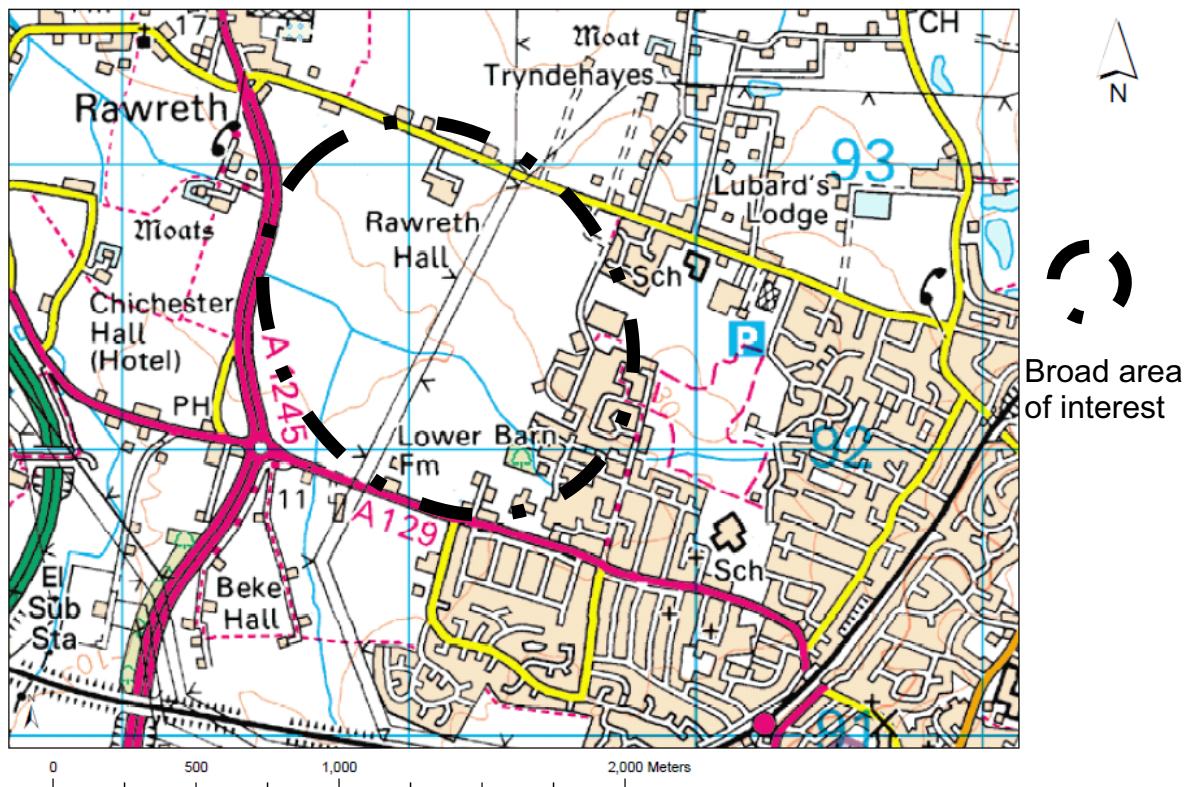 17
CH
Moat
N
Tryndehayes
Rawreth
93
Lubard's
Lodge
Rawreth
Hall
Moats
Sch
Chichester
Hall
(Hotel)
P
A 1245
Broad area
of interest
PH
30
Lower Barn
Fm
92
11
A129
Sch
El
Sub
Sta
Beke
Hall
10
91
0
500
1,000
2,000 Meters